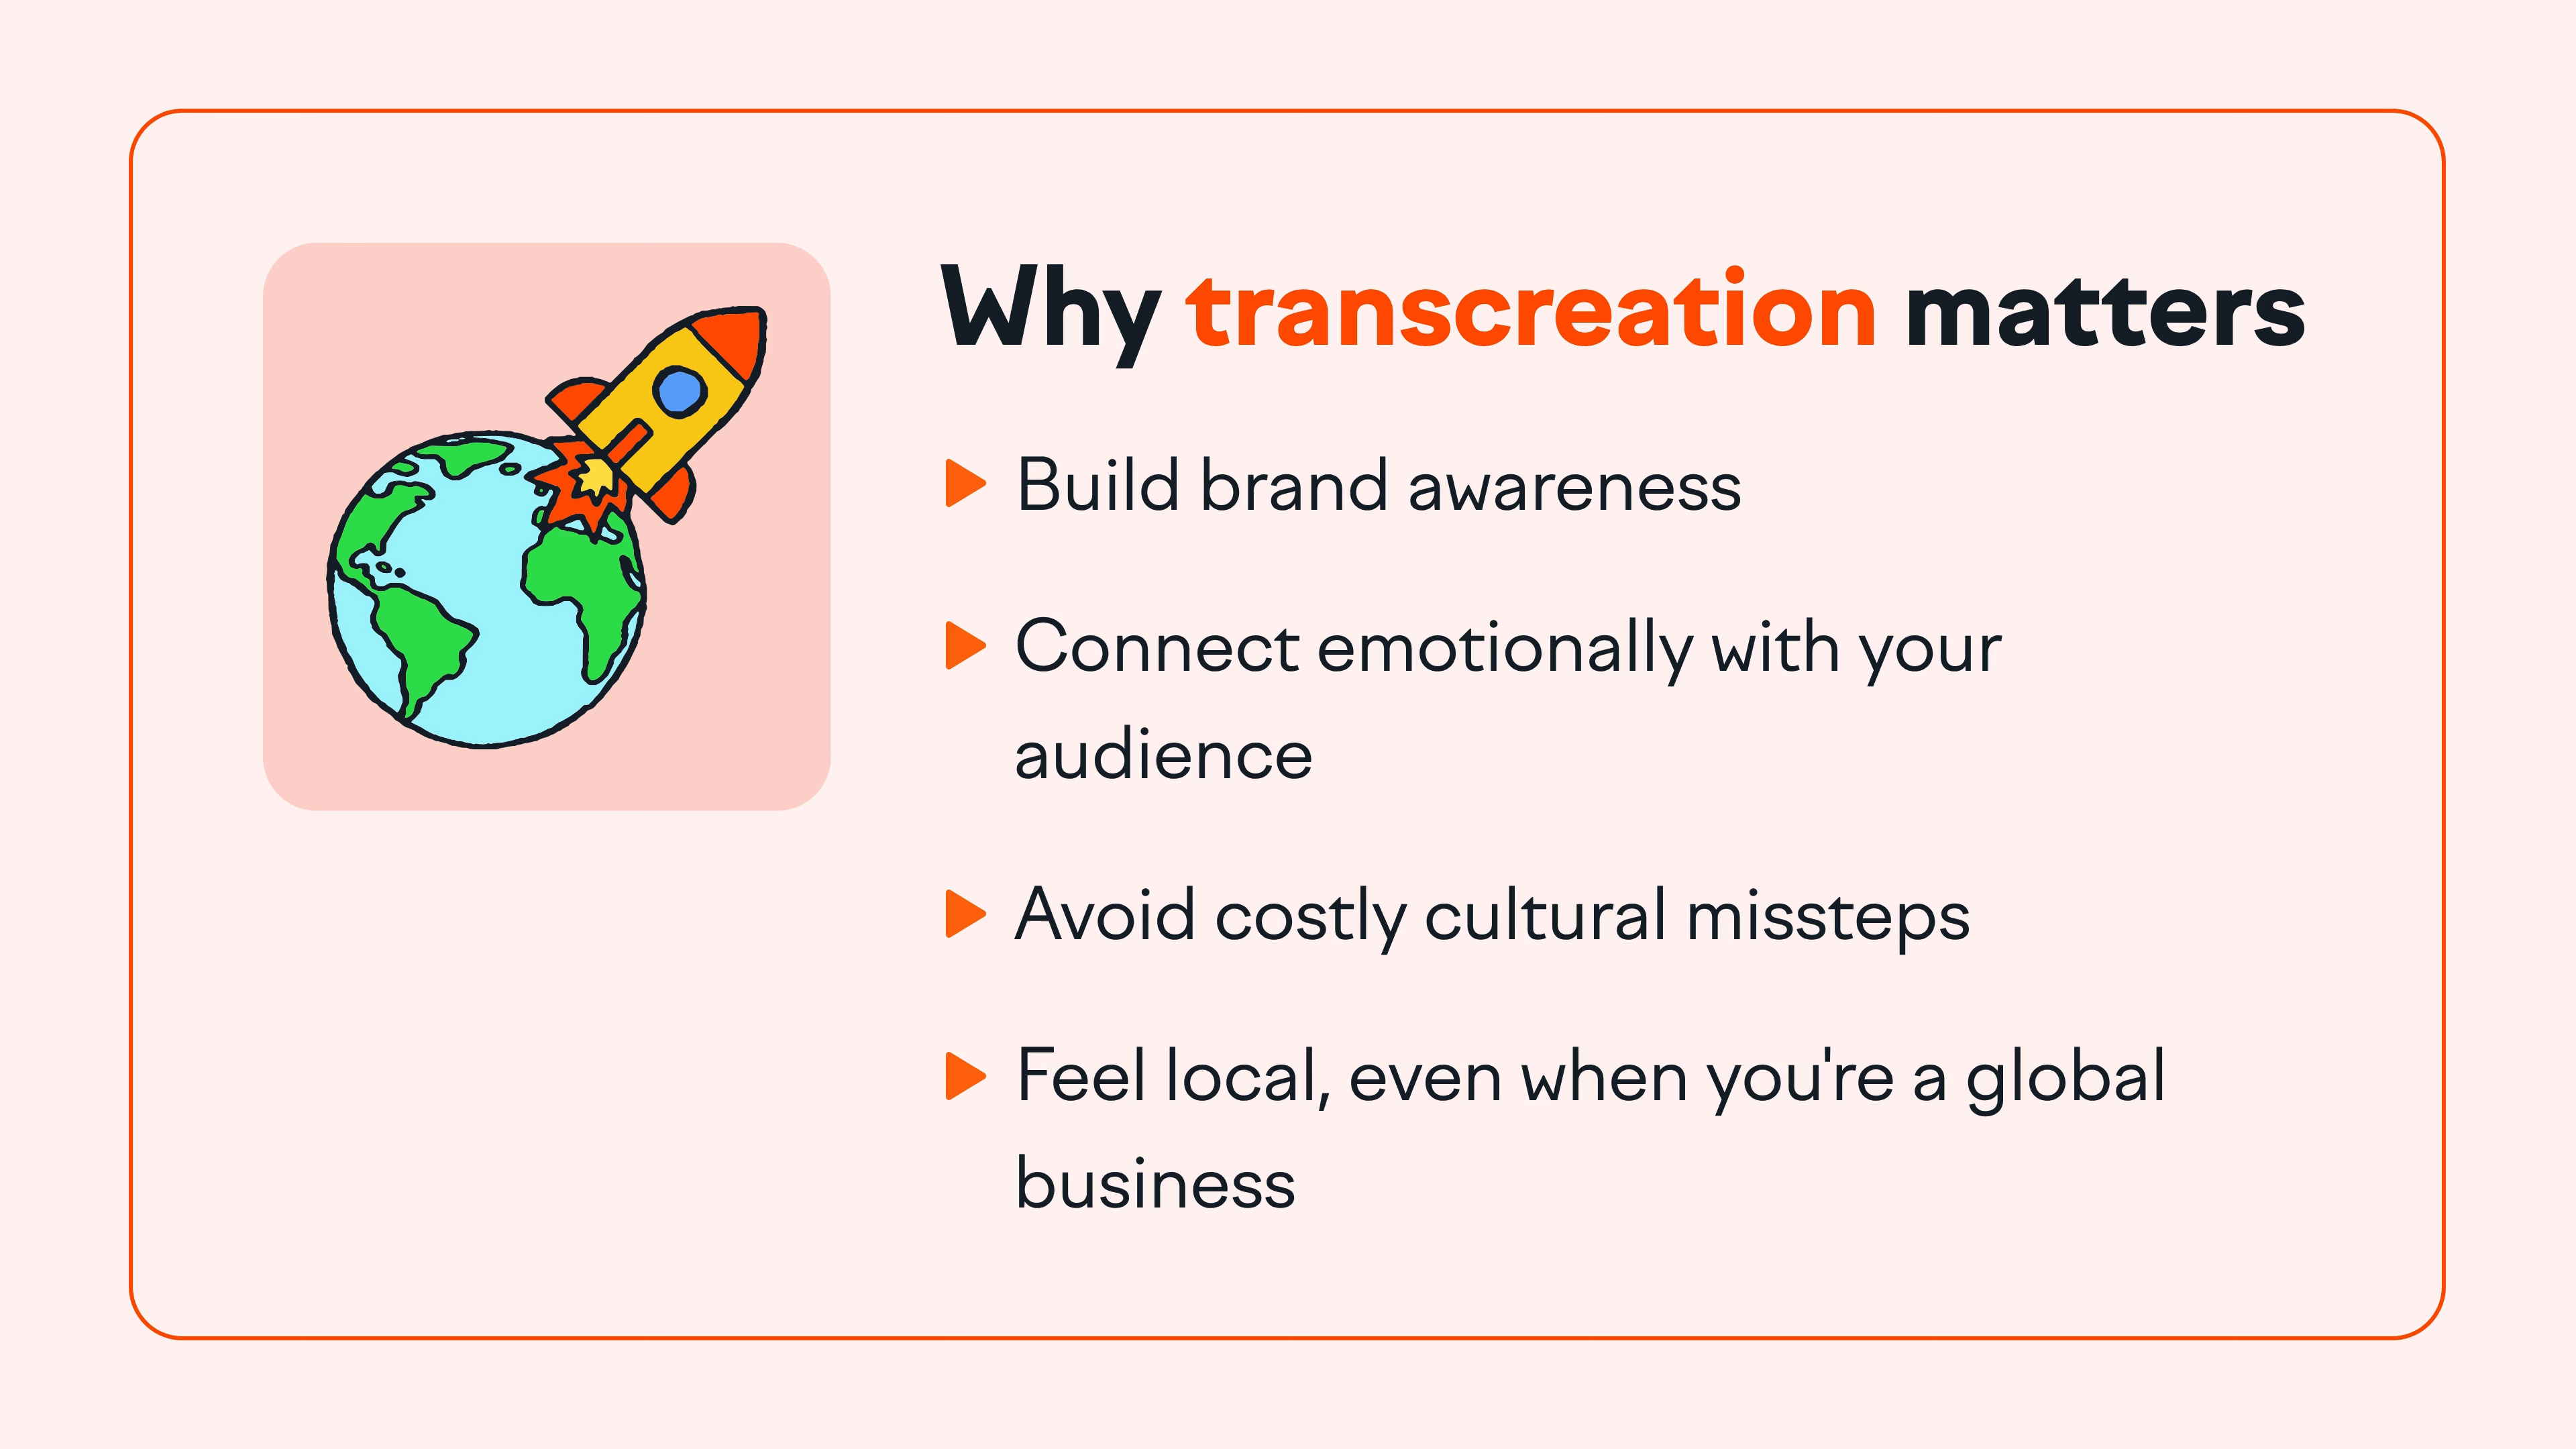 Why transcreation matters
Build brand awareness
Connect emotionally with your
audience
Avoid costly cultural missteps
Feel local, even when you're a global
business